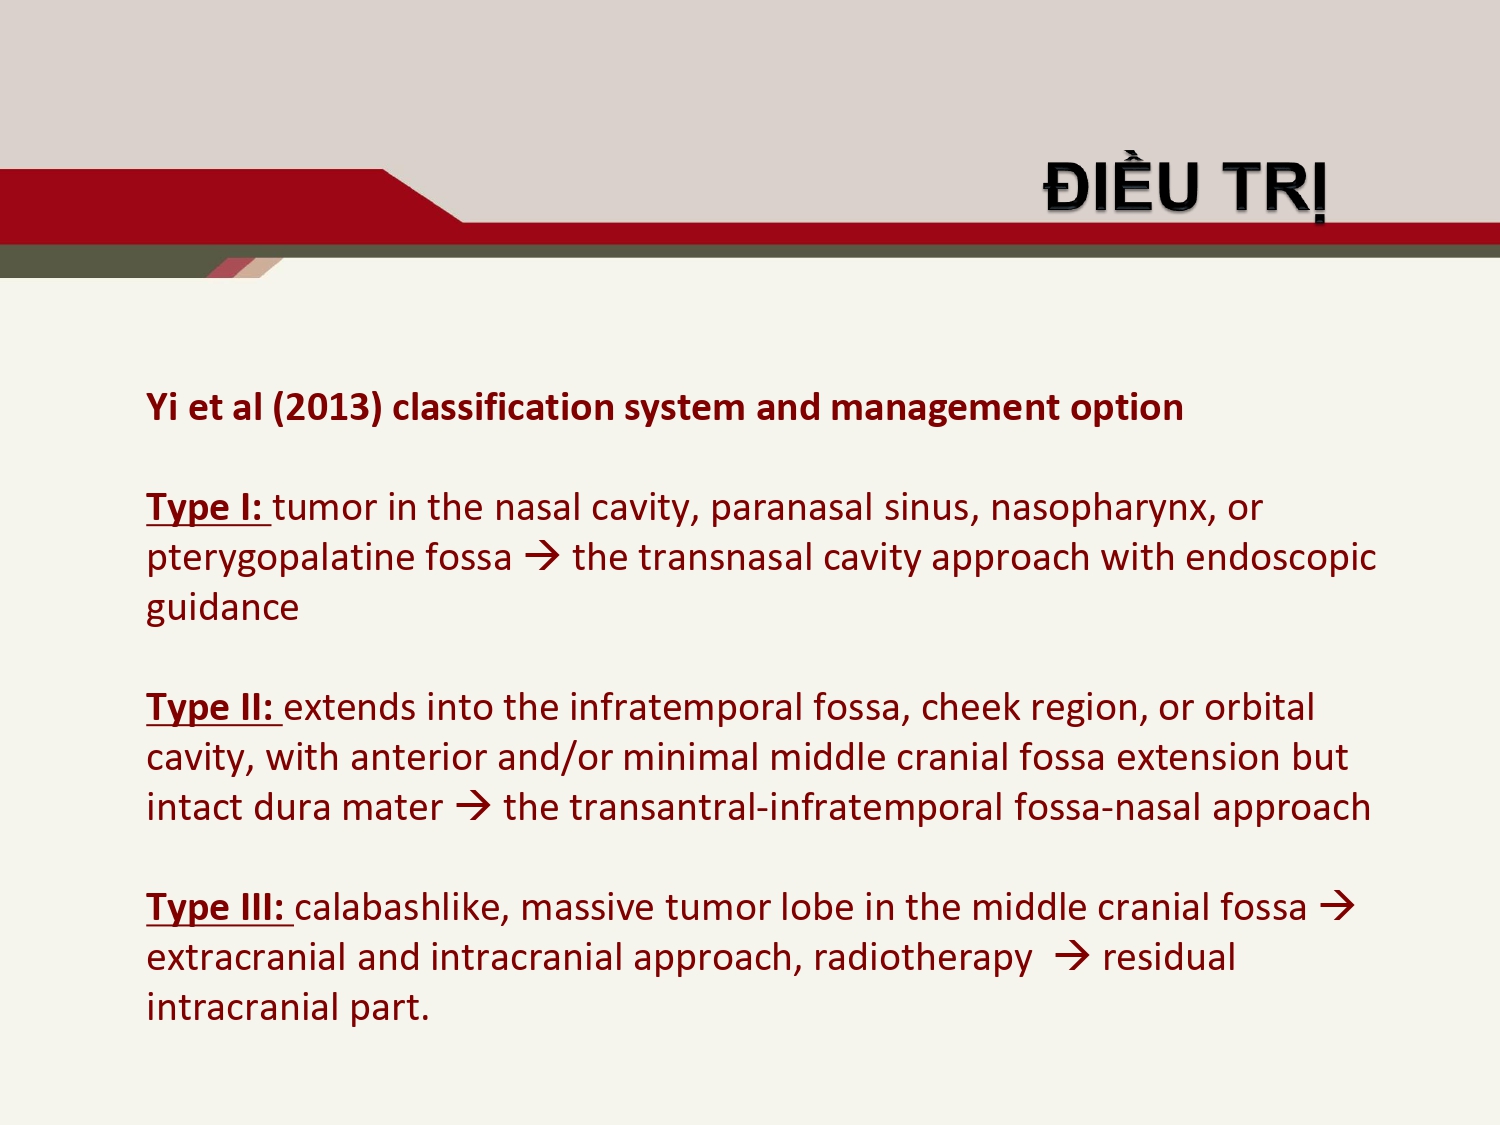 ĐIỀU TRỊ
Yi et al (2013) classification system and management option
Type I: tumor in the nasal cavity, paranasal sinus, nasopharynx, or
pterygopalatine fossa → the transnasal cavity approach with endoscopic
guidance
Type II: extends into the infratemporal fossa, cheek region, or orbital
cavity, with anterior and/or minimal middle cranial fossa extension but
intact dura mater → the transantral-infratemporal fossa-nasal approach
Type III: calabashlike, massive tumor lobe in the middle cranial fossa →
extracranial and intracranial approach, radiotherapy → residual
intracranial part.